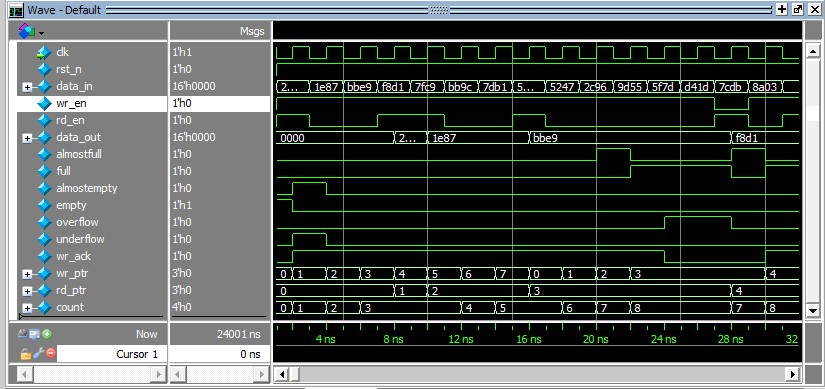 Wave - Default
Msgs
clk 1'h1
rst_n 1'h0
data_in 16'h0000 2... 1e87 bbe9 f8d1 7fc9 bb9c 7db1 5... 5247 2c96 9d55 5f7d d41d 7cdb 8a03
wr_en 1'h0
rd_en 1'h0
data_out 16'h0000 0000 2... 1e87 bbe9 f8d1
almostfull 1'h0
full 1'h0
almostempty 1'h0
empty 1'h1
overflow 1'h0
underflow 1'h0
wr_ack 1'h0
wr_ptr 3'h0 0 1 2 3 4 5 6 7 0 1 2 3 4
rd_ptr 3'h0 0 1 2 3 4
count 4'h0 0 1 2 3 4 5 6 7 8 7 8
Now 24001 ns 4 ns 8 ns 12 ns 16 ns 20 ns 24 ns 28 ns 32
Cursor 1 0 ns